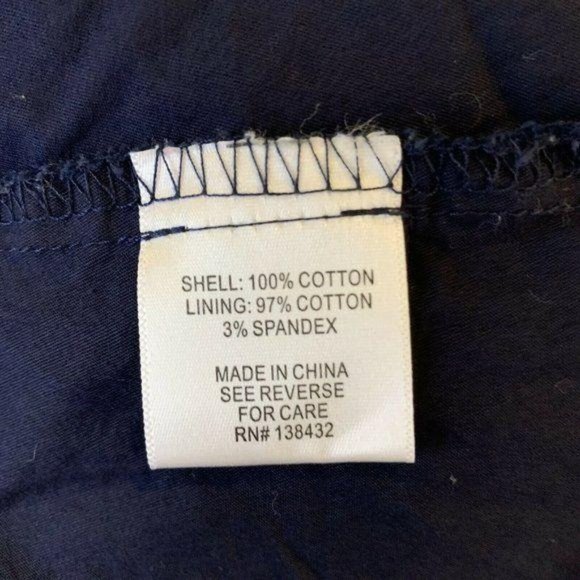 SHELL: 100% COTTON
LINING: 97% COTTON
3% SPANDEX
MADE IN CHINA
SEE REVERSE
FOR CARE
RN# 138432